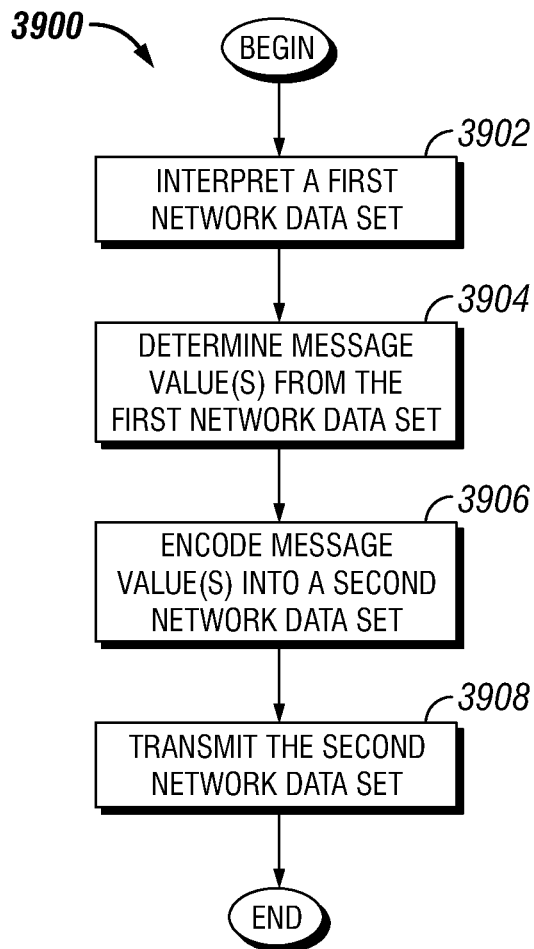 3900
BEGIN
3902
INTERPRET A FIRST
NETWORK DATA SET
3904
DETERMINE MESSAGE
VALUE(S) FROM THE
FIRST NETWORK DATA SET
3906
ENCODE MESSAGE
VALUE(S) INTO A SECOND
NETWORK DATA SET
3908
TRANSMIT THE SECOND
NETWORK DATA SET
END